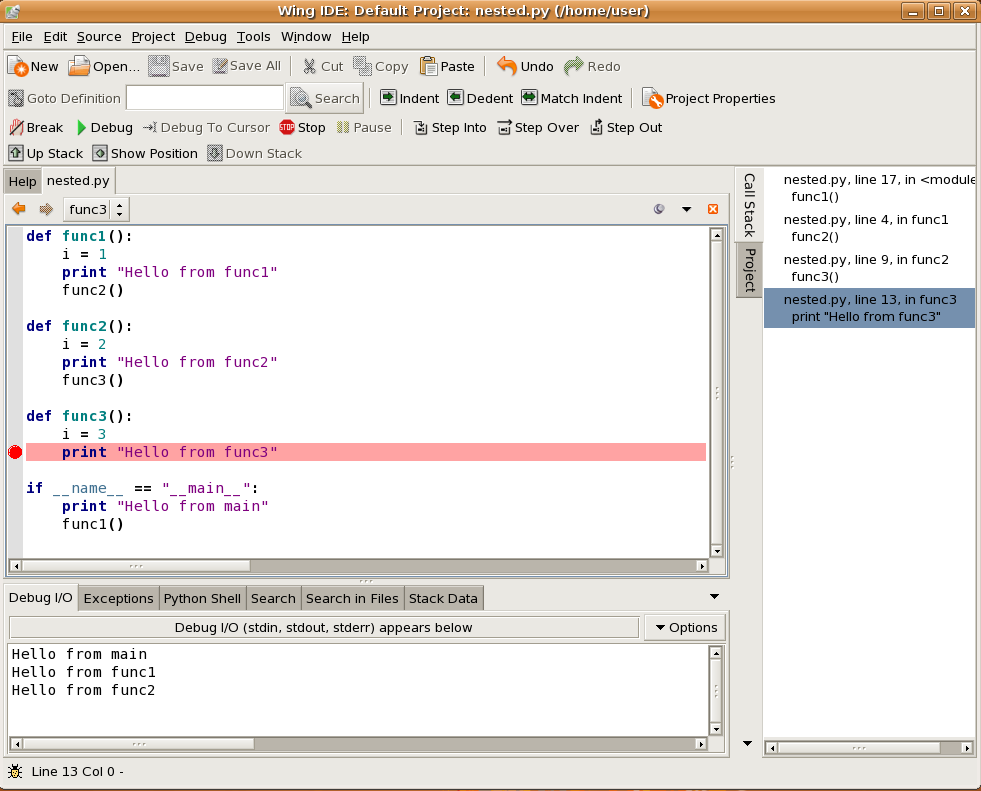 Wing IDE: Default Project: nested.py (/home/user)
File Edit Source Project Debug Tools Window Help
New Open... Save Save All Cut Copy Paste Undo Redo
Goto Definition Search Indent Dedent Match Indent Project Properties
Break Debug Debug To Cursor STOP Stop Pause Step Into Step Over Step Out
Up Stack Show Position Down Stack
Help nested.py
func3
def func1():
    i = 1
    print "Hello from func1"
    func2()
def func2():
    i = 2
    print "Hello from func2"
    func3()
def func3():
    i = 3
    print "Hello from func3"
if __name__ == "__main__":
    print "Hello from main"
    func1()
Call Stack
Project
nested.py, line 17, in <module
func1()
nested.py, line 4, in func1
func2()
nested.py, line 9, in func2
func3()
nested.py, line 13, in func3
print "Hello from func3"
Debug I/O Exceptions Python Shell Search Search in Files Stack Data
Debug I/O (stdin, stdout, stderr) appears below
Options
Hello from main
Hello from func1
Hello from func2
Line 13 Col 0 -